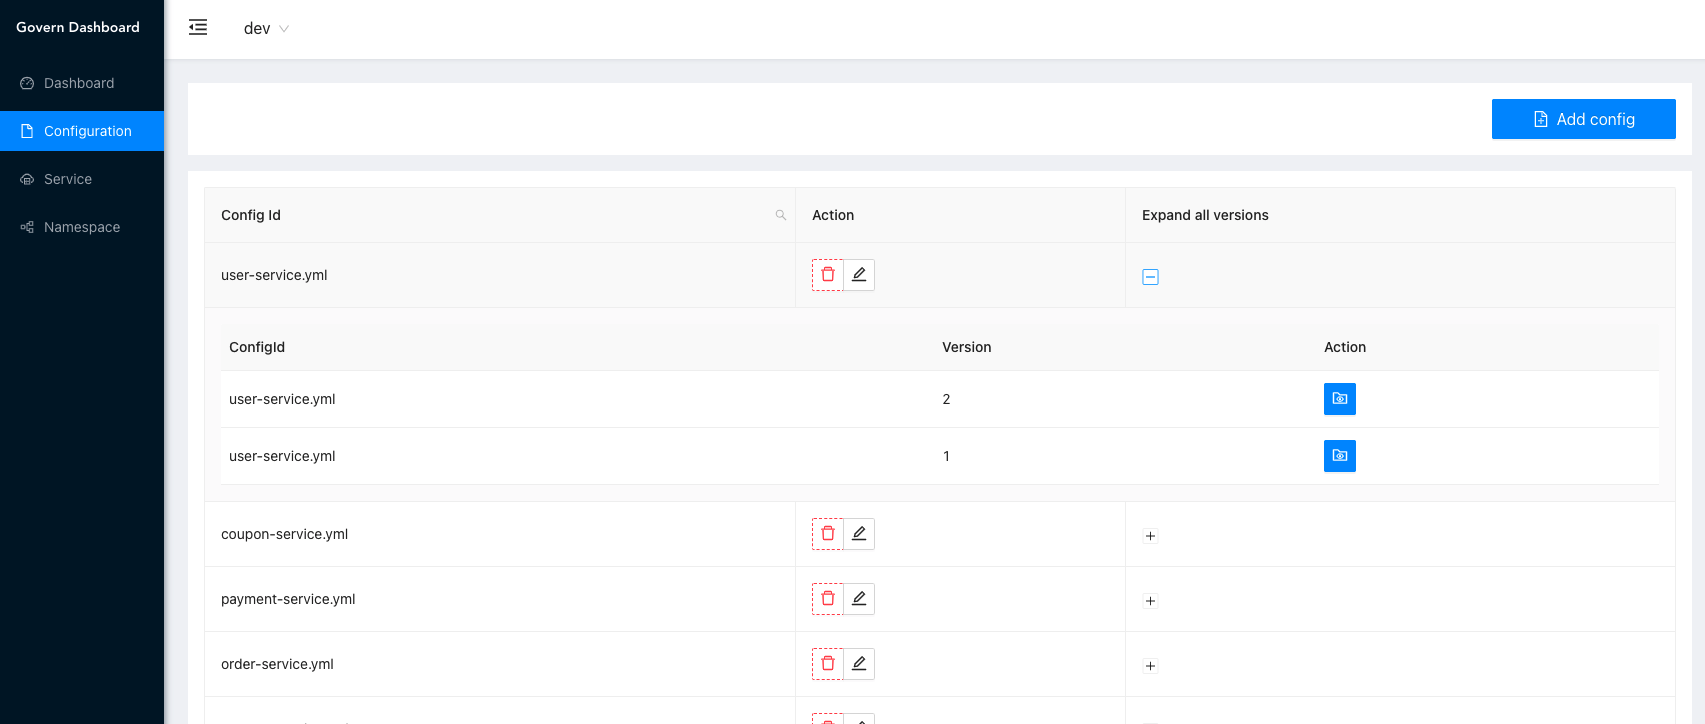 Govern Dashboard
dev
Dashboard
Configuration
Service
Namespace
Add config
Config Id
Action
Expand all versions
user-service.yml
ConfigId
Version
Action
user-service.yml
2
user-service.yml
1
coupon-service.yml
payment-service.yml
order-service.yml